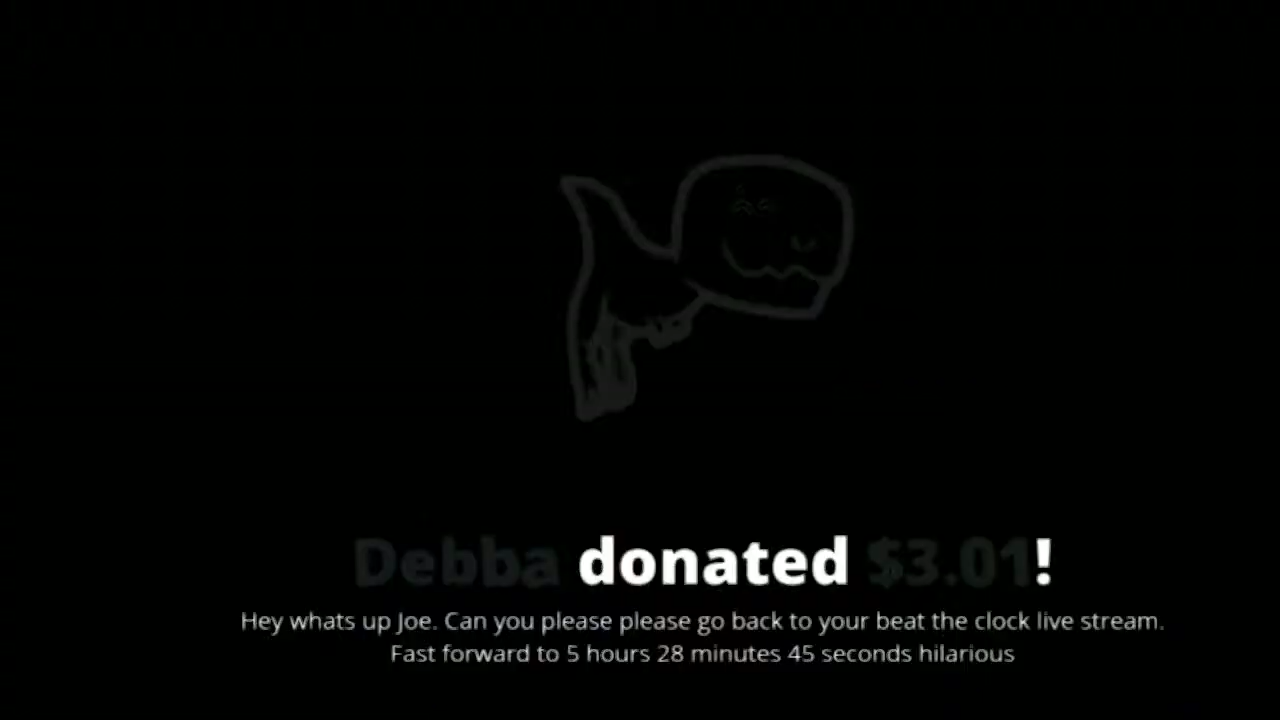 Debba donated $3.01!
Hey whats up Joe. Can you please please go back to your beat the clock live stream.
Fast forward to 5 hours 28 minutes 45 seconds hilarious